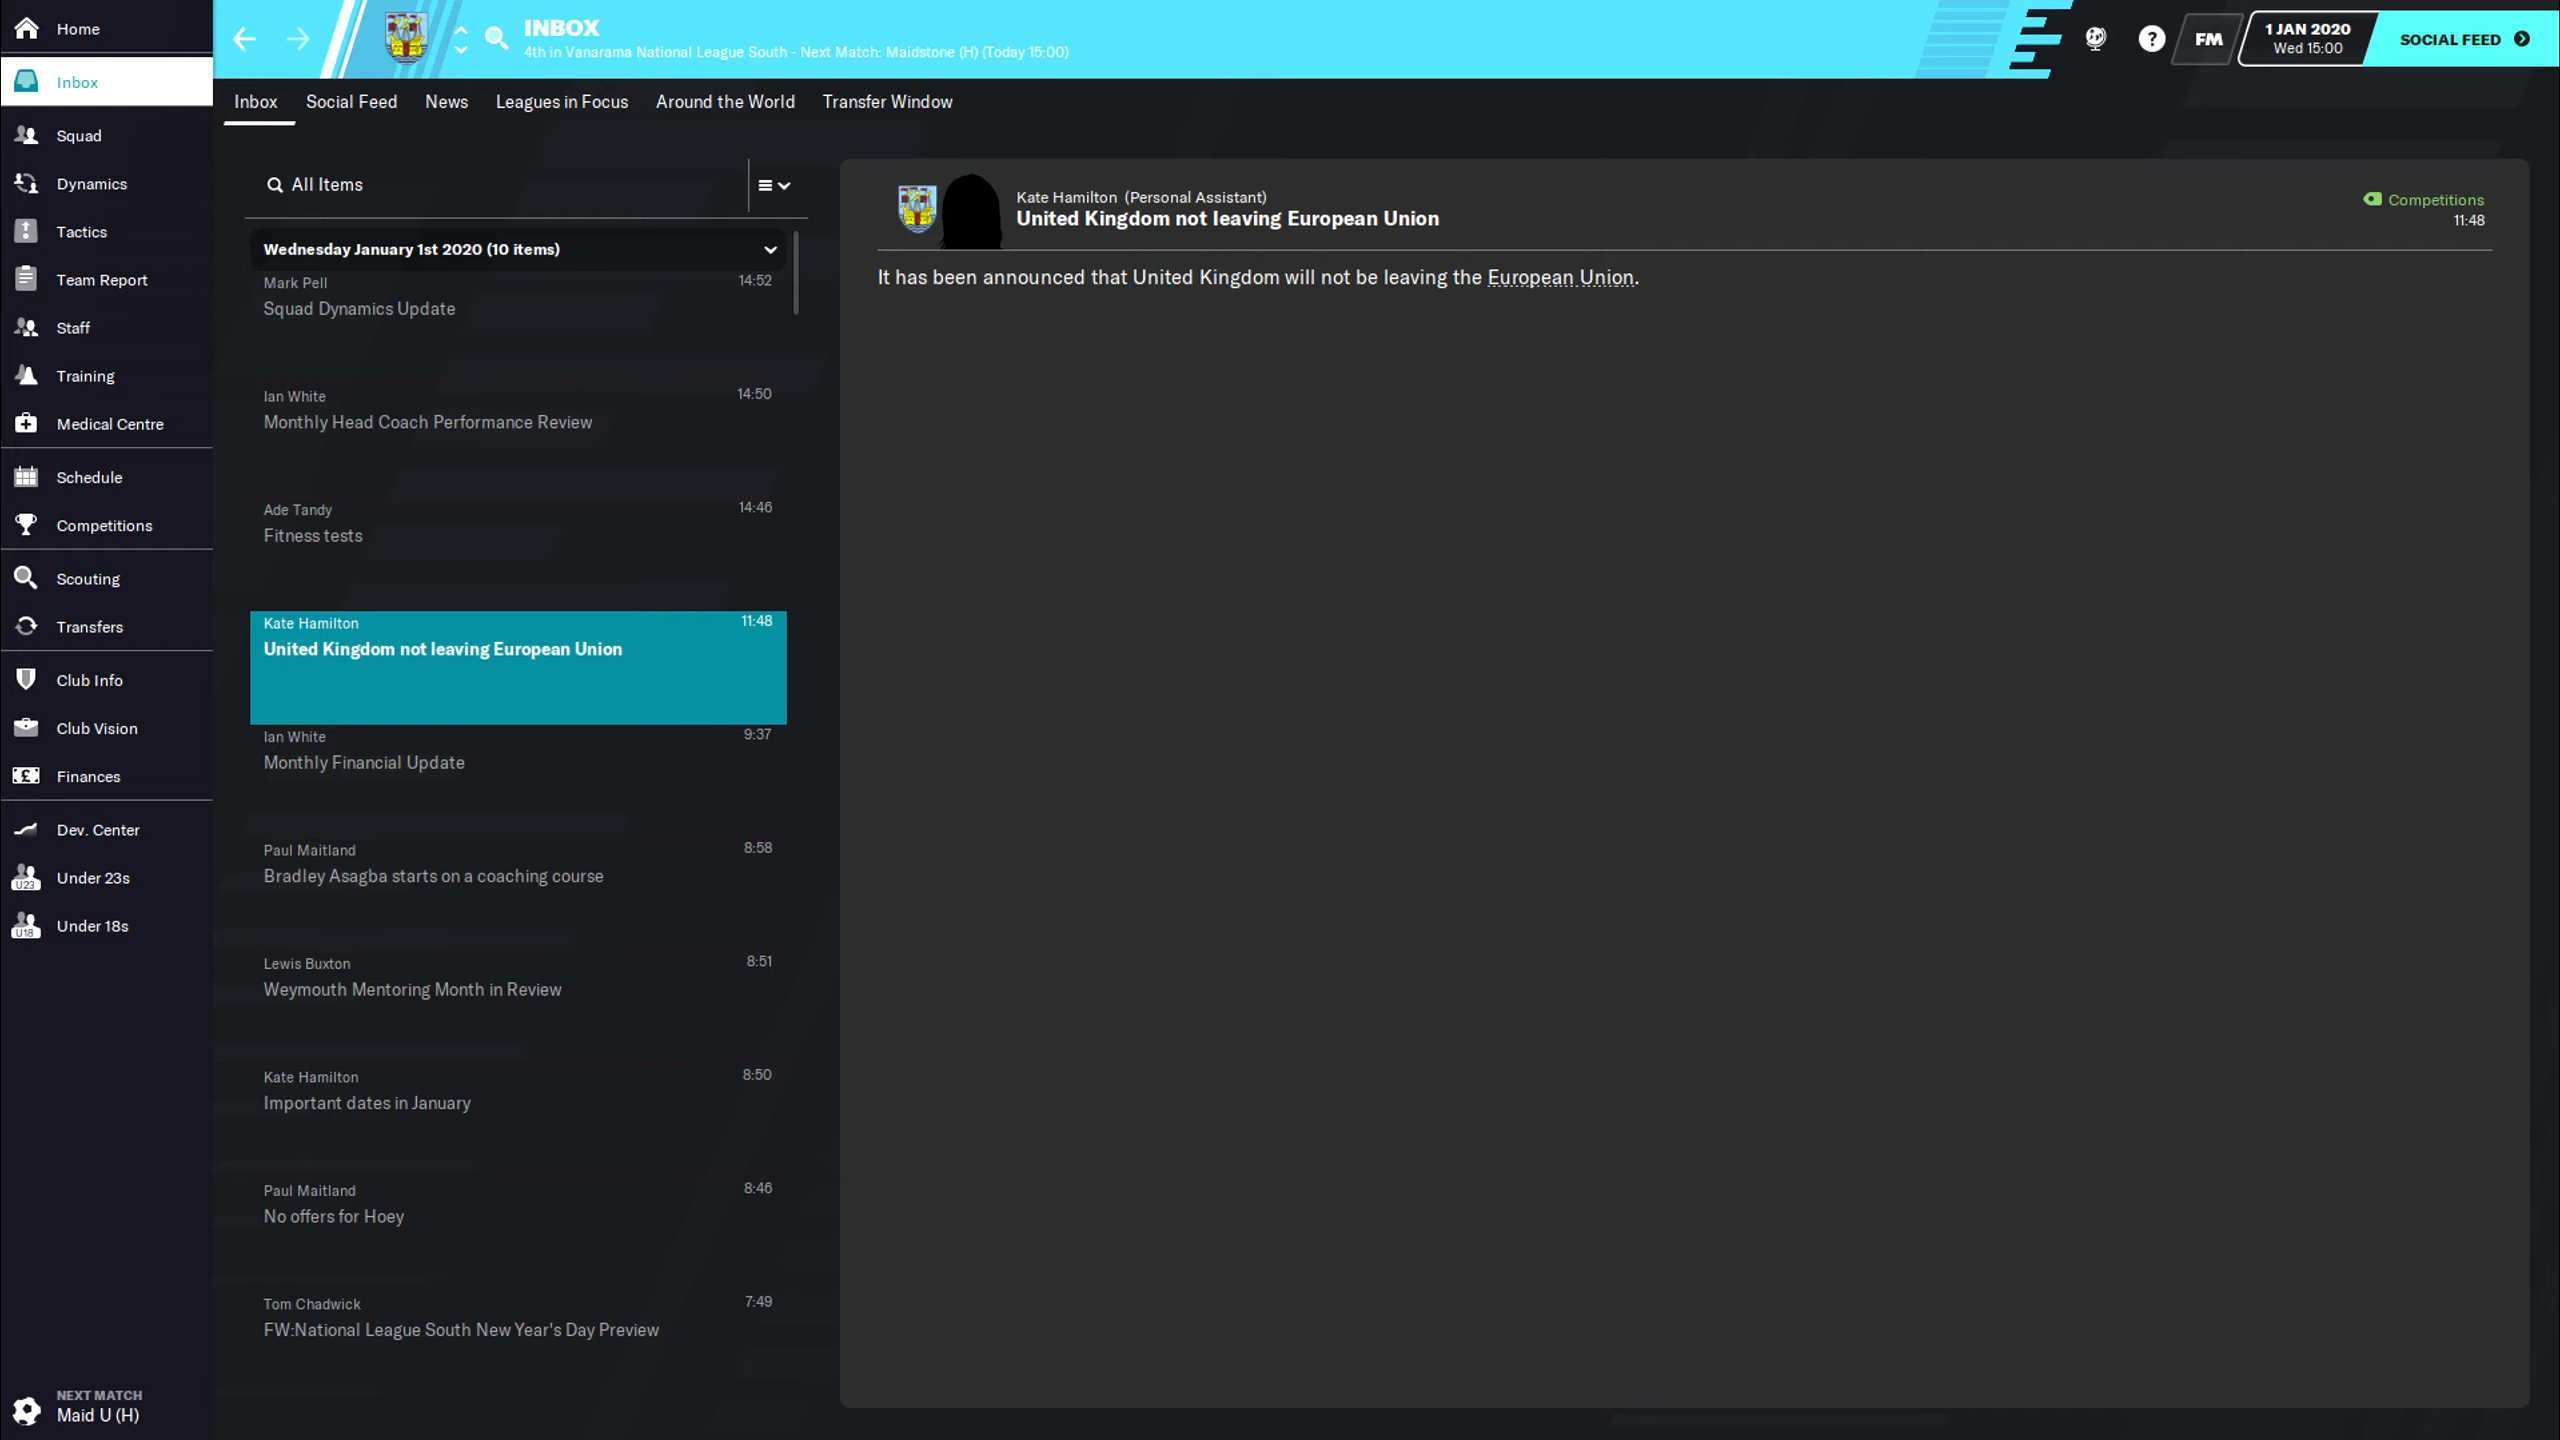 Home
Inbox
Squad
Dynamics
Tactics
Team Report
Staff
Training
Medical Centre
Schedule
Competitions
Scouting
Transfers
Club Info
Club Vision
Finances
Dev. Center
U23
Under 23s
U18
Under 18s
NEXT MATCH
Maid U (H)
INBOX
4th in Vanarama National League South - Next Match: Maidstone (H) (Today 15:00)
?
FM
1 JAN 2020
Wed 15:00
SOCIAL FEED
Inbox Social Feed News Leagues in Focus Around the World Transfer Window
All Items
Wednesday January 1st 2020 (10 items)
Mark Pell 14:52
Squad Dynamics Update
Ian White 14:50
Monthly Head Coach Performance Review
Ade Tandy 14:46
Fitness tests
Kate Hamilton 11:48
United Kingdom not leaving European Union
Ian White 9:37
Monthly Financial Update
Paul Maitland 8:58
Bradley Asagba starts on a coaching course
Lewis Buxton 8:51
Weymouth Mentoring Month in Review
Kate Hamilton 8:50
Important dates in January
Paul Maitland 8:46
No offers for Hoey
Tom Chadwick 7:49
FW:National League South New Year's Day Preview
Kate Hamilton (Personal Assistant)
United Kingdom not leaving European Union
Competitions
11:48
It has been announced that United Kingdom will not be leaving the European Union.